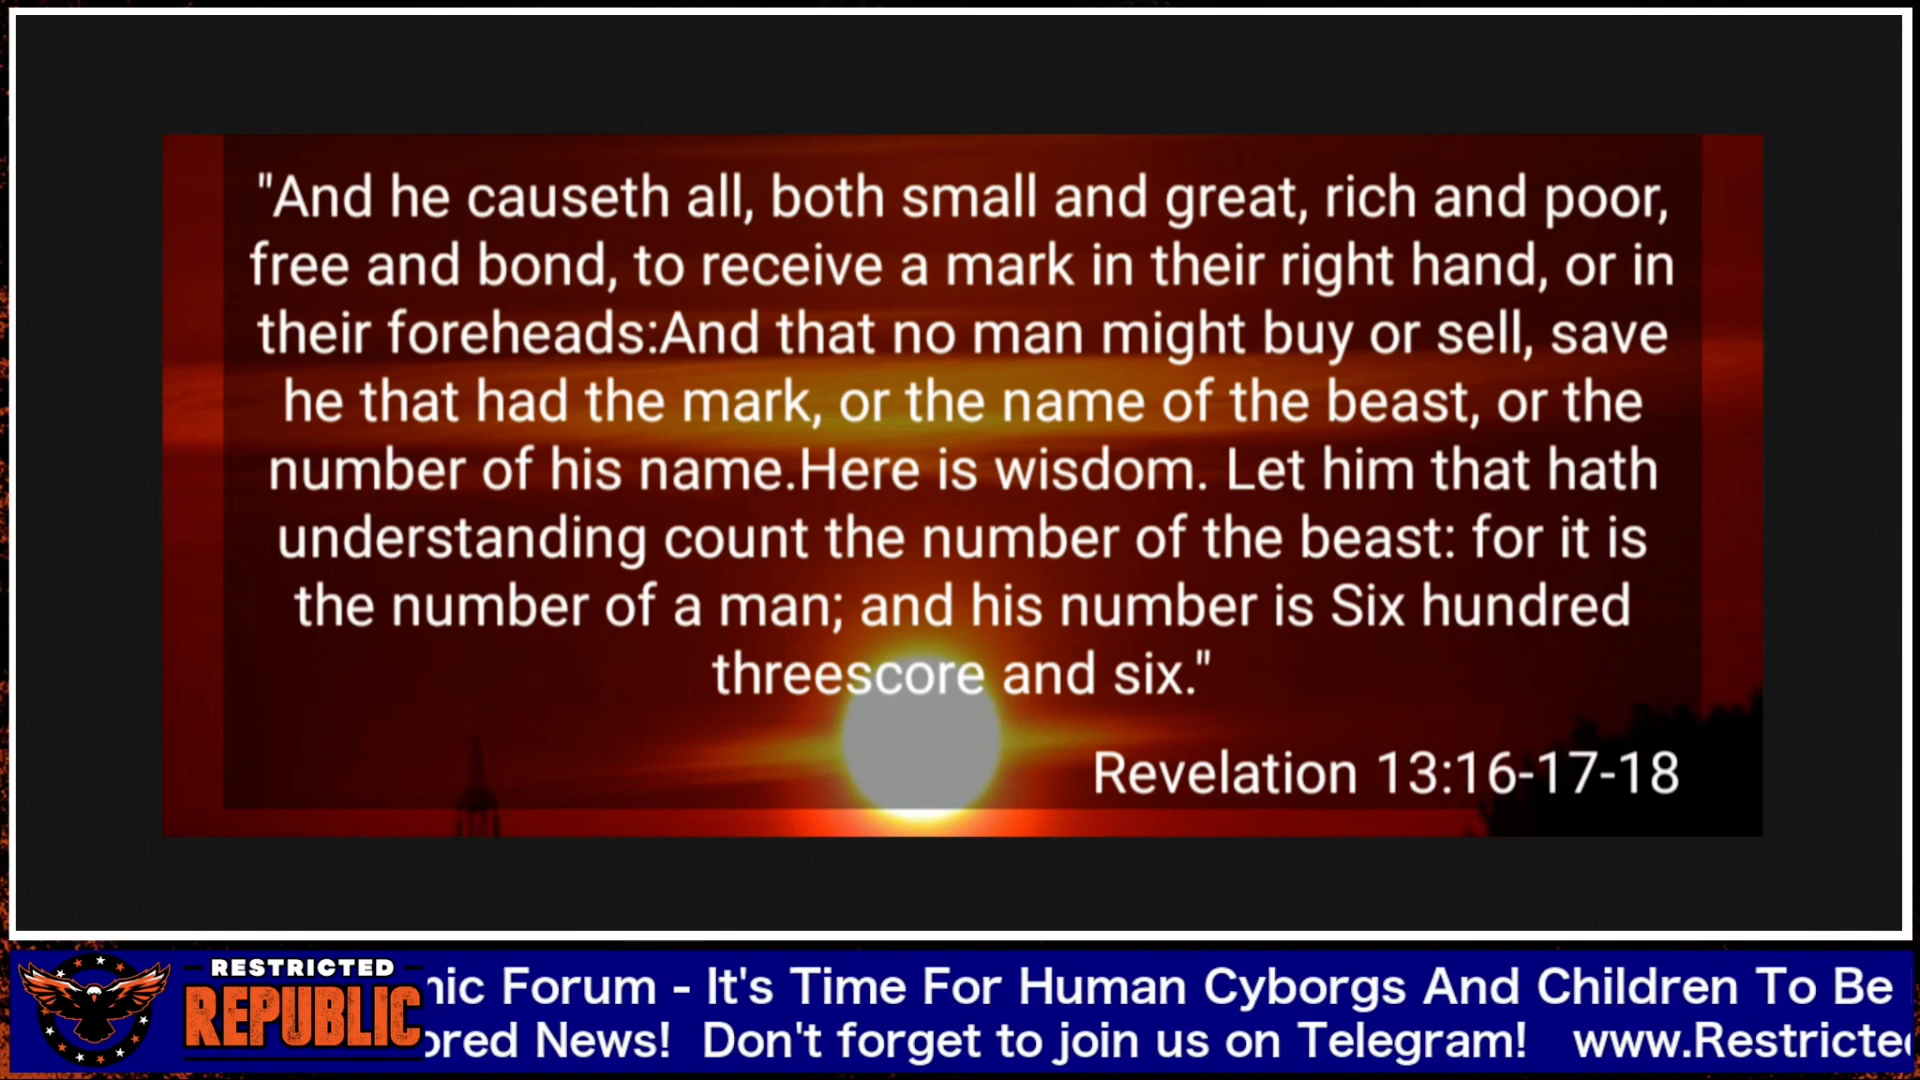 "And he causeth all, both small and great, rich and poor,
free and bond, to receive a mark in their right hand, or in
their foreheads:And that no man might buy or sell, save
he that had the mark, or the name of the beast, or the
number of his name.Here is wisdom. Let him that hath
understanding count the number of the beast: for it is
the number of a man; and his number is Six hundred
threescore and six."
Revelation 13:16-17-18
RESTRICTED
REPUBLIC
Forum - It's Time For Human Cyborgs And Children To Be
News! Don't forget to join us on Telegram!